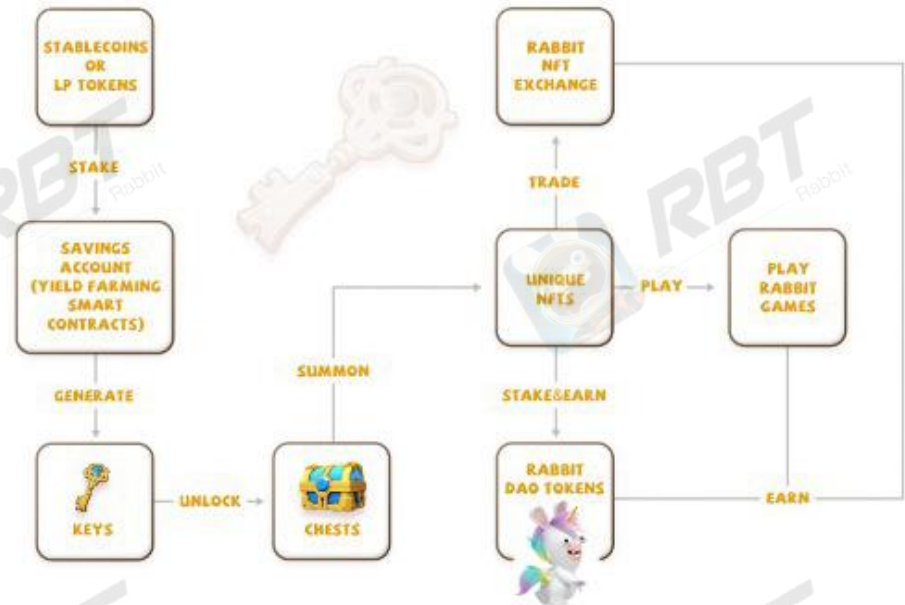 STABLECOINS
OR
LP TOKENS
STAKE
SAVINGS
ACCOUNT
(YIELD FARMING
SMART
CONTRACTS)
GENERATE
KEYS
UNLOCK
CHESTS
SUMMON
RABBIT
NFT
EXCHANGE
TRADE
UNIQUE
NFTS
PLAY
PLAY
RABBIT
GAMES
STAKE&EARN
RABBIT
DAO TOKENS
EARN
RBT
Rabbit
RBT
Rabbit